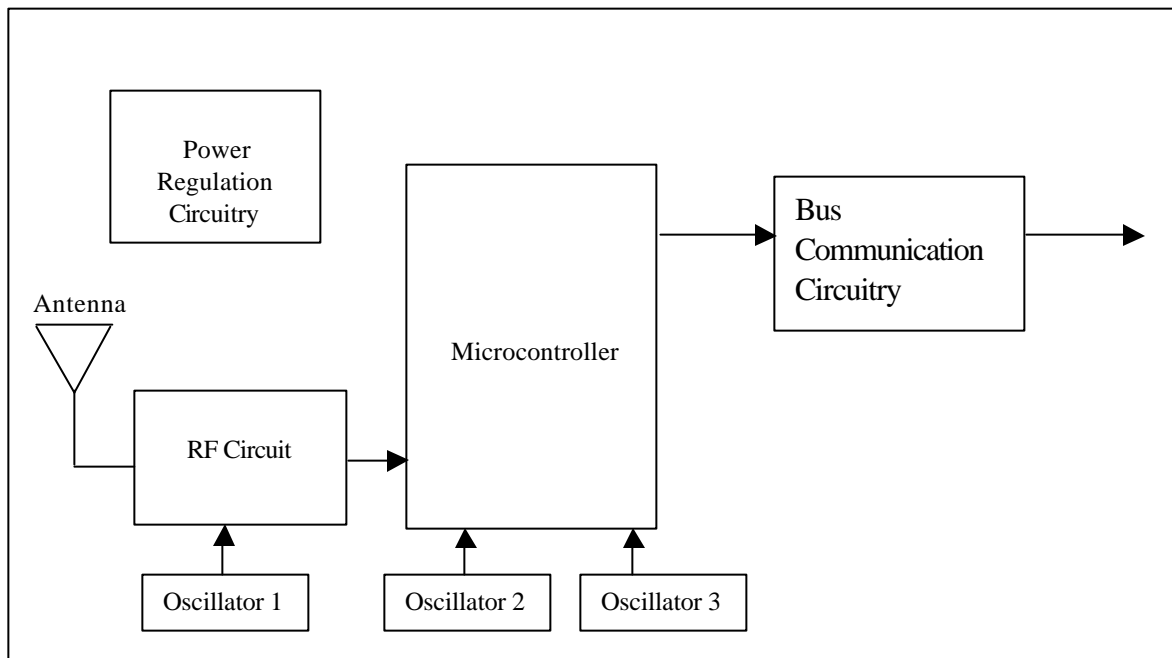 Power
Regulation
Circuitry
Antenna
Bus
Communication
Circuitry
Microcontroller
RF Circuit
Oscillator 1
Oscillator 2
Oscillator 3